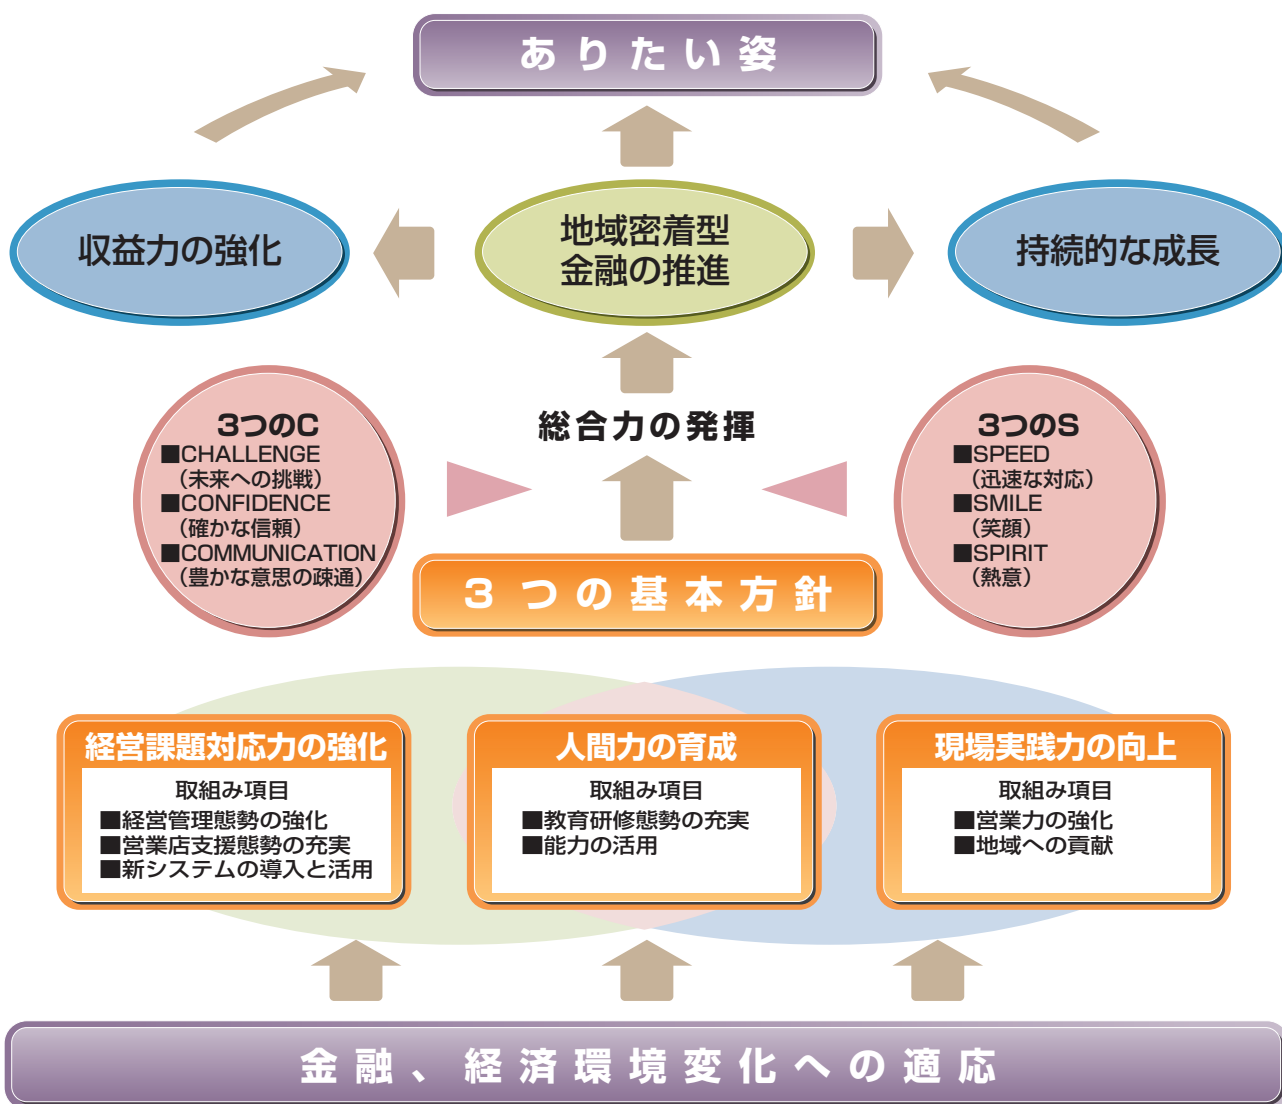 ありたい姿
収益力の強化
地域密着型
金融の推進
持続的な成長
総合力の発揮
3つのC
■CHALLENGE
(未来への挑戦)
■CONFIDENCE
(確かな信頼)
■COMMUNICATION
(豊かな意思の疎通)
3つのS
■SPEED
(迅速な対応)
■SMILE
(笑顔)
■SPIRIT
(熱意)
3つの基本方針
経営課題対応力の強化
取組み項目
■経営管理態勢の強化
■営業店支援態勢の充実
■新システムの導入と活用
人間力の育成
取組み項目
■教育研修態勢の充実
■能力の活用
現場実践力の向上
取組み項目
■営業力の強化
■地域への貢献
金融、経済環境変化への適応